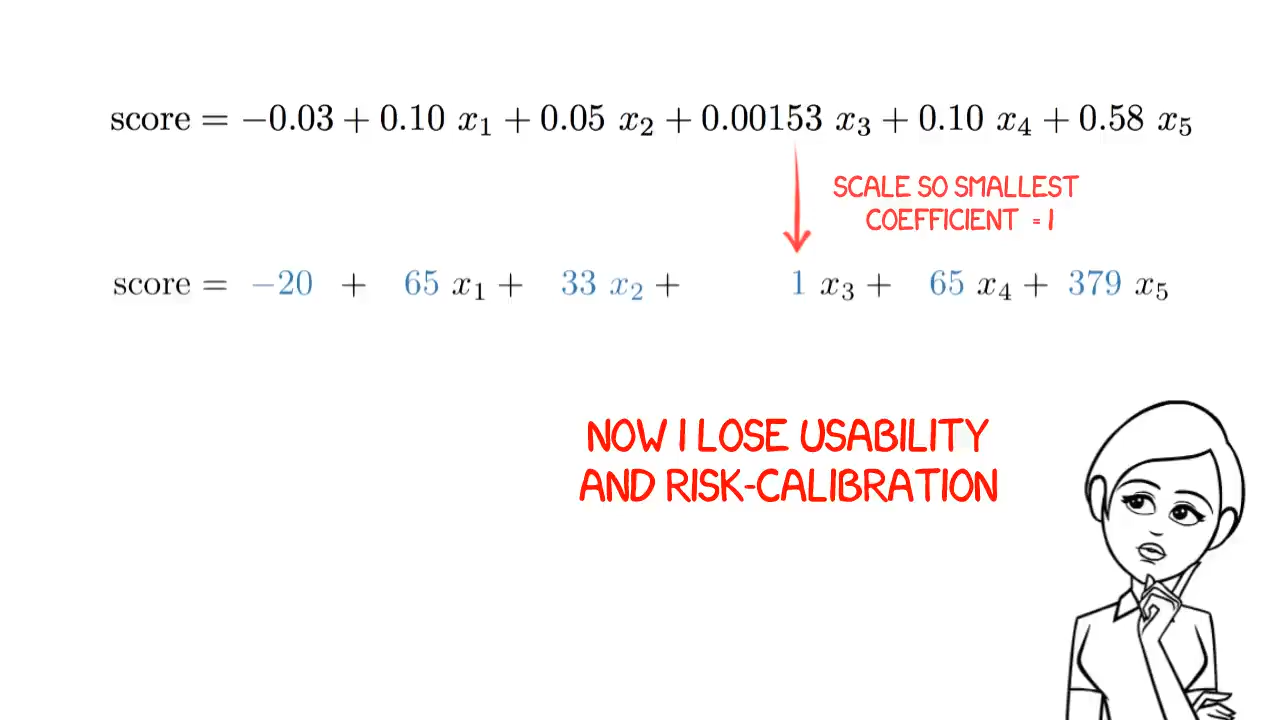 score = −0.03 + 0.10 x₁ + 0.05 x₂ + 0.00153 x₃ + 0.10 x₄ + 0.58 x₅
SCALE SO SMALLEST
COEFFICIENT = 1
score = −20 + 65 x₁ + 33 x₂ + 1 x₃ + 65 x₄ + 379 x₅
NOW I LOSE USABILITY
AND RISK-CALIBRATION